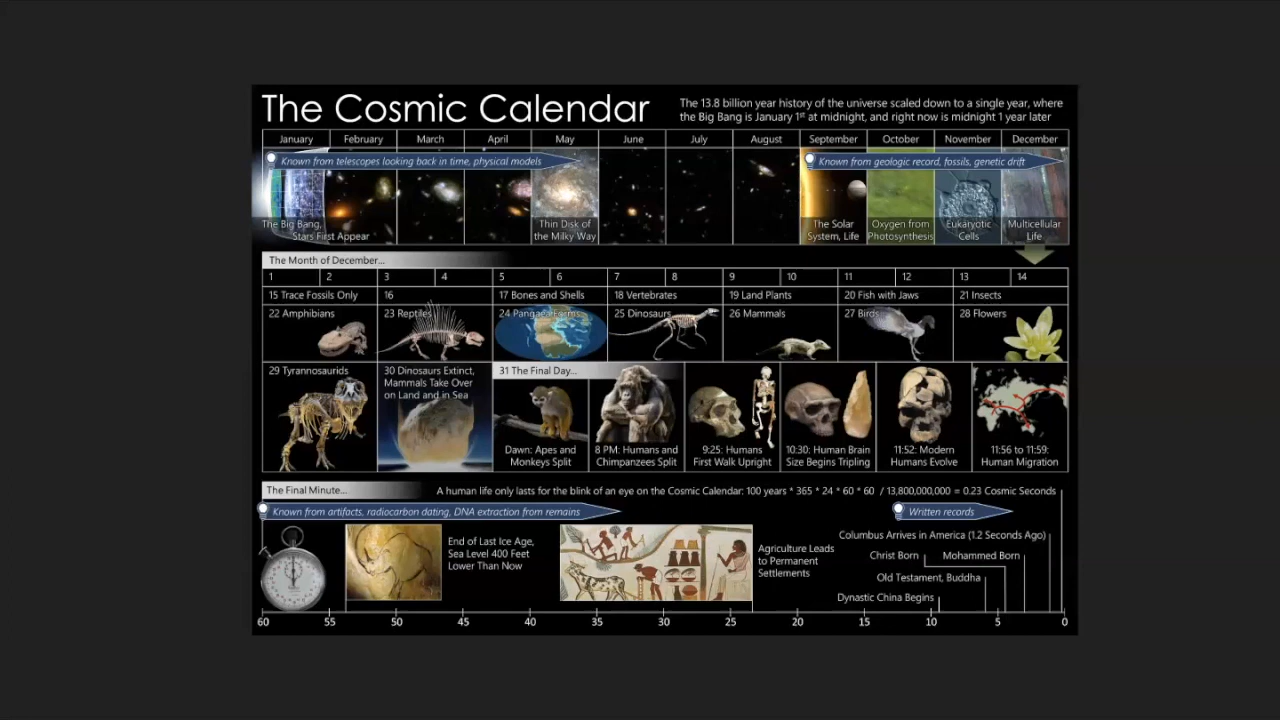 The Cosmic Calendar
The 13.8 billion year history of the universe scaled down to a single year, where
the Big Bang is January 1st at midnight, and right now is midnight 1 year later
January February March April May June July August September October November December
Known from telescopes looking back in time, physical models
Known from geologic record, fossils, genetic drift
The Big Bang,
Stars First Appear
Thin Disk of
the Milky Way
The Solar
System, Life
Oxygen from
Photosynthesis
Eukaryotic
Cells
Multicellular
Life
The Month of December...
1 2 3 4 5 6 7 8 9 10 11 12 13 14
15 Trace Fossils Only
16
17 Bones and Shells
18 Vertebrates
19 Land Plants
20 Fish with Jaws
21 Insects
22 Amphibians
23 Reptiles
24 Pangaea Forms
25 Dinosaurs
26 Mammals
27 Birds
28 Flowers
29 Tyrannosaurids
30 Dinosaurs Extinct,
Mammals Take Over
on Land and in Sea
31 The Final Day...
Dawn: Apes and
Monkeys Split
8 PM: Humans and
Chimpanzees Split
9:25: Humans
First Walk Upright
10:30: Human Brain
Size Begins Tripling
11:52: Modern
Humans Evolve
11:56 to 11:59:
Human Migration
The Final Minute...
A human life only lasts for the blink of an eye on the Cosmic Calendar: 100 years * 365 * 24 * 60 * 60 / 13,800,000,000 = 0.23 Cosmic Seconds
Known from artifacts, radiocarbon dating, DNA extraction from remains
Written records
End of Last Ice Age,
Sea Level 400 Feet
Lower Than Now
Agriculture Leads
to Permanent
Settlements
Columbus Arrives in America (1.2 Seconds Ago)
Christ Born
Mohammed Born
Old Testament, Buddha
Dynastic China Begins
60 55 50 45 40 35 30 25 20 15 10 5 0